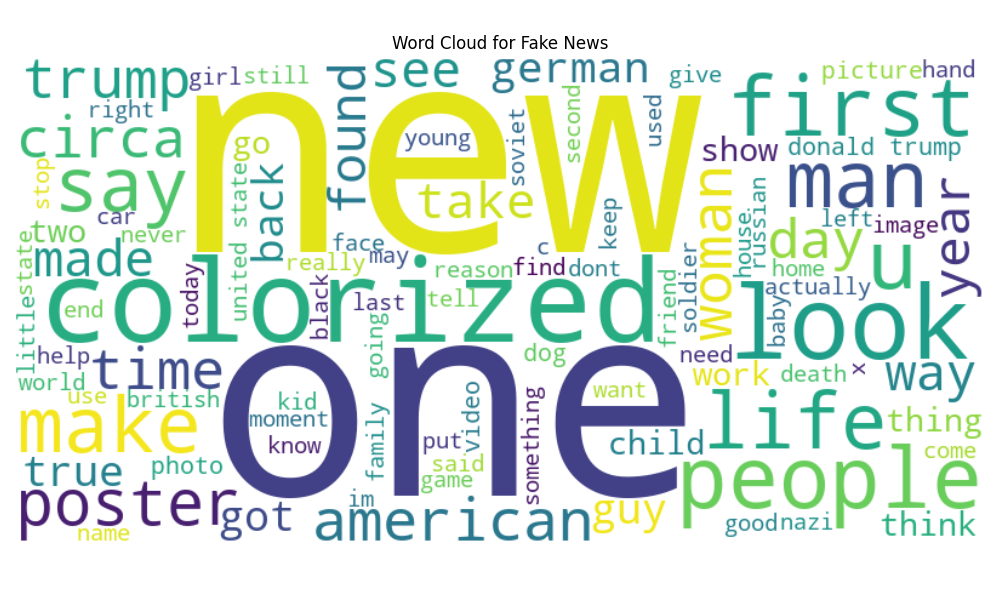 Word Cloud for Fake News
trump
girl
still
found
see
german
give
first
picture
hand
right
new
young
soviet
second
used
show
donald trump
circa
stop
say
united state
go
back
take
woman
man
year
car
two
never
face
may
c
keep
house
russian
left
image
day
u
made
today
really
reason
find
dont
soldier
home
actually
little
state
end
colorized
black
last
tell
friend
baby
look
help
time
going
dog
need
x
world
use
british
one
kid
moment
know
want
work
death
way
make
family
put
video
something
child
life
thing
come
true
photo
said
game
people
poster
name
got
im
american
guy
good
nazi
think